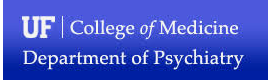 UF | College of Medicine
Department of Psychiatry